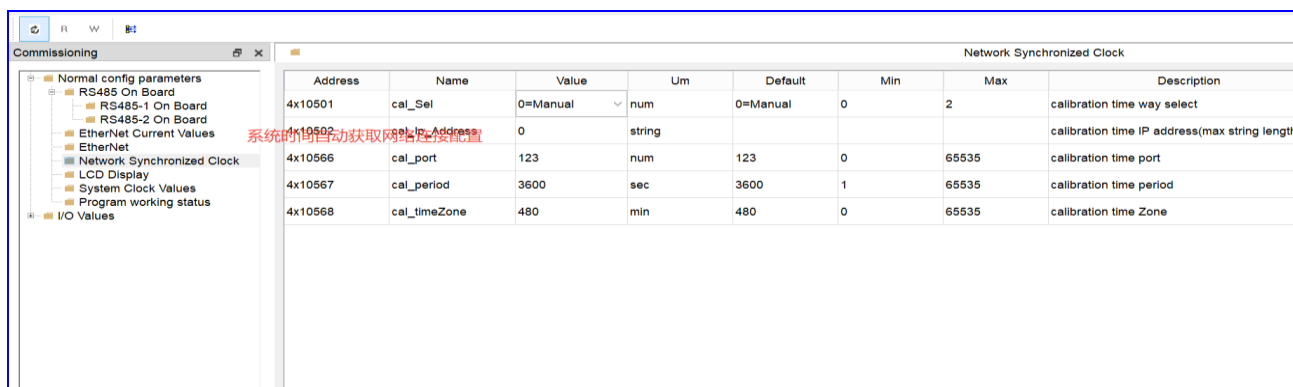 R W
Commissioning
Network Synchronized Clock
Normal config parameters
RS485 On Board
RS485-1 On Board
RS485-2 On Board
EtherNet Current Values
EtherNet
Network Synchronized Clock
LCD Display
System Clock Values
Program working status
I/O Values
系统时间自动获取网络连接配置
Address Name Value Um Default Min Max Description
4x10501 cal_Sel 0=Manual num 0=Manual 0 2 calibration time way select
4x10502 cal_Ip_Address 0 string calibration time IP address(max string length
4x10566 cal_port 123 num 123 0 65535 calibration time port
4x10567 cal_period 3600 sec 3600 1 65535 calibration time period
4x10568 cal_timeZone 480 min 480 0 65535 calibration time Zone